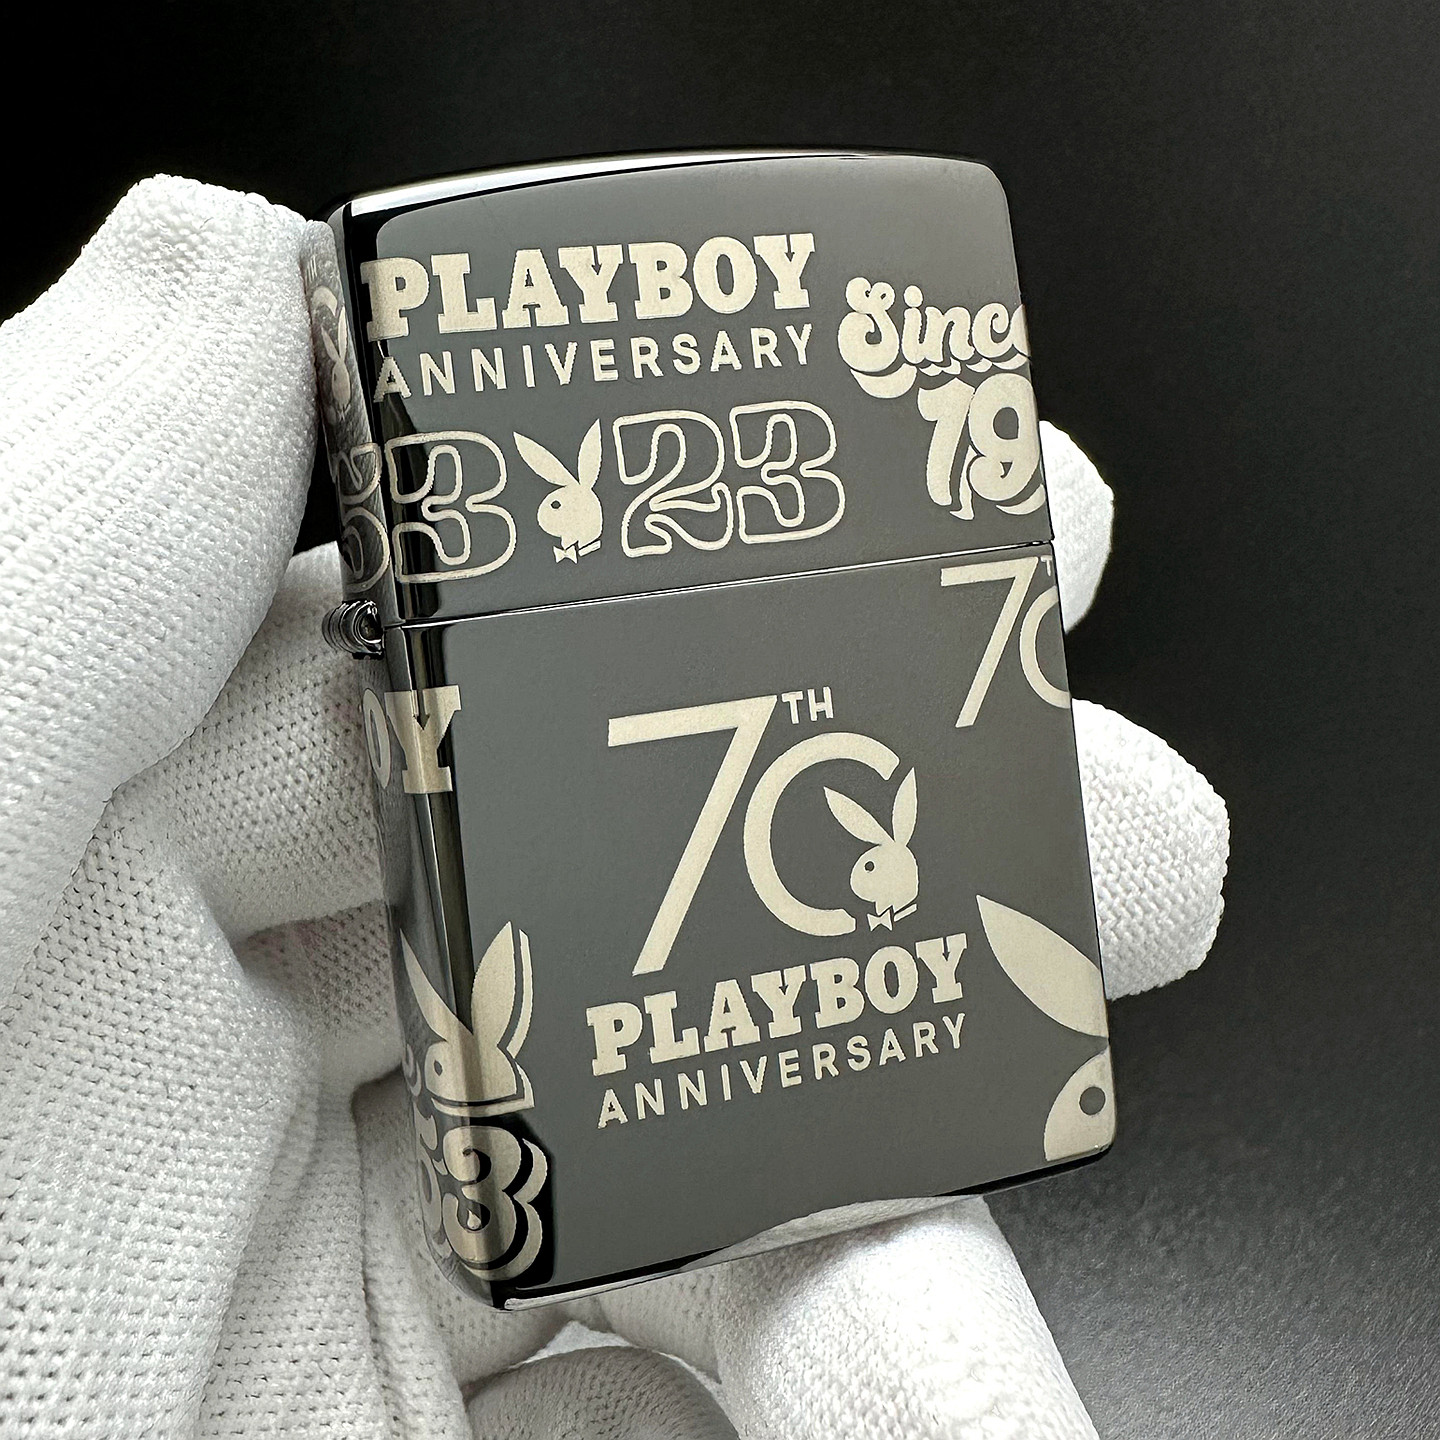 PLAYBOY
ANNIVERSARY
Since
19
53
23
70
OY
70TH
PLAYBOY
ANNIVERSARY
53